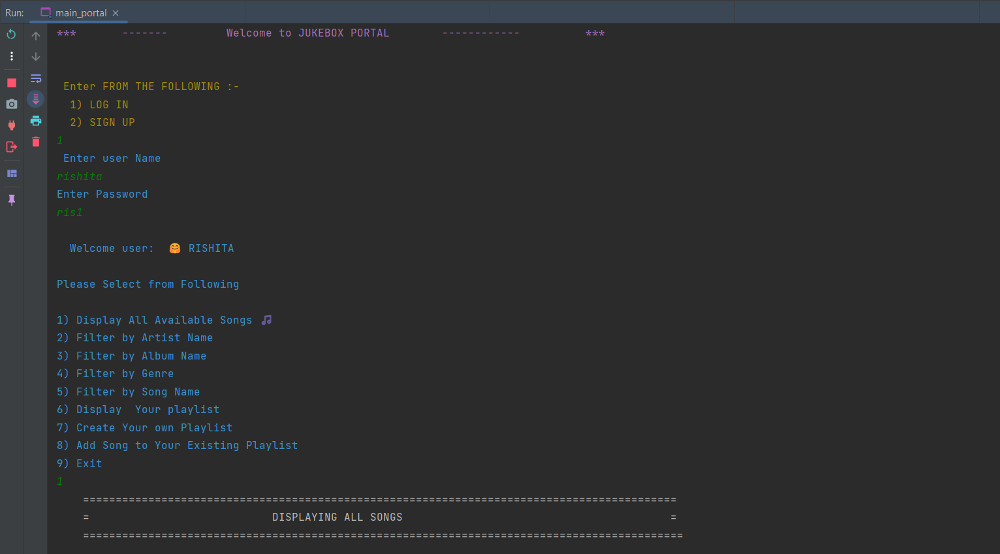 Run: main_portal ×
*** ------- Welcome to JUKEBOX PORTAL ------------ ***
Enter FROM THE FOLLOWING :-
1) LOG IN
2) SIGN UP
1
Enter user Name
rishita
Enter Password
ris1
Welcome user: 🤗 RISHITA
Please Select from Following
1) Display All Available Songs 🎵
2) Filter by Artist Name
3) Filter by Album Name
4) Filter by Genre
5) Filter by Song Name
6) Display  Your playlist
7) Create Your own Playlist
8) Add Song to Your Existing Playlist
9) Exit
1
===========================================================================================
= DISPLAYING ALL SONGS =
============================================================================================